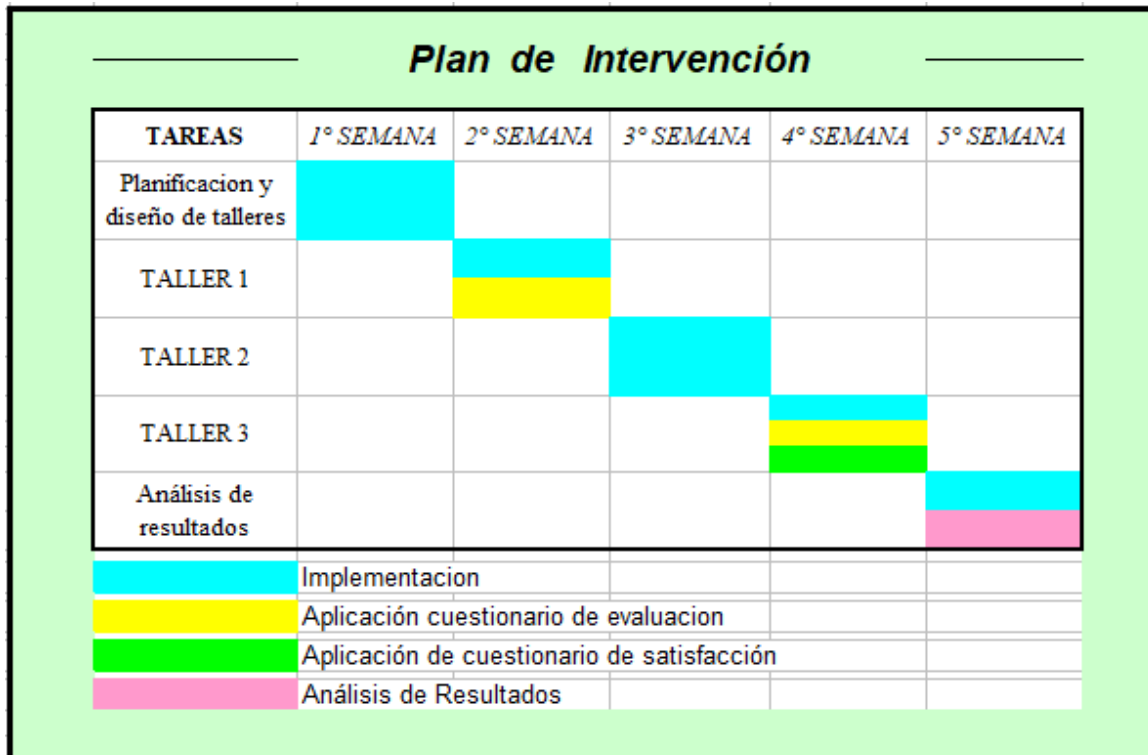 Plan de Intervención
TAREAS 1° SEMANA 2° SEMANA 3° SEMANA 4° SEMANA 5° SEMANA
Planificacion y
diseño de talleres
TALLER 1
TALLER 2
TALLER 3
Análisis de
resultados
Implementacion
Aplicación cuestionario de evaluacion
Aplicación de cuestionario de satisfacción
Análisis de Resultados